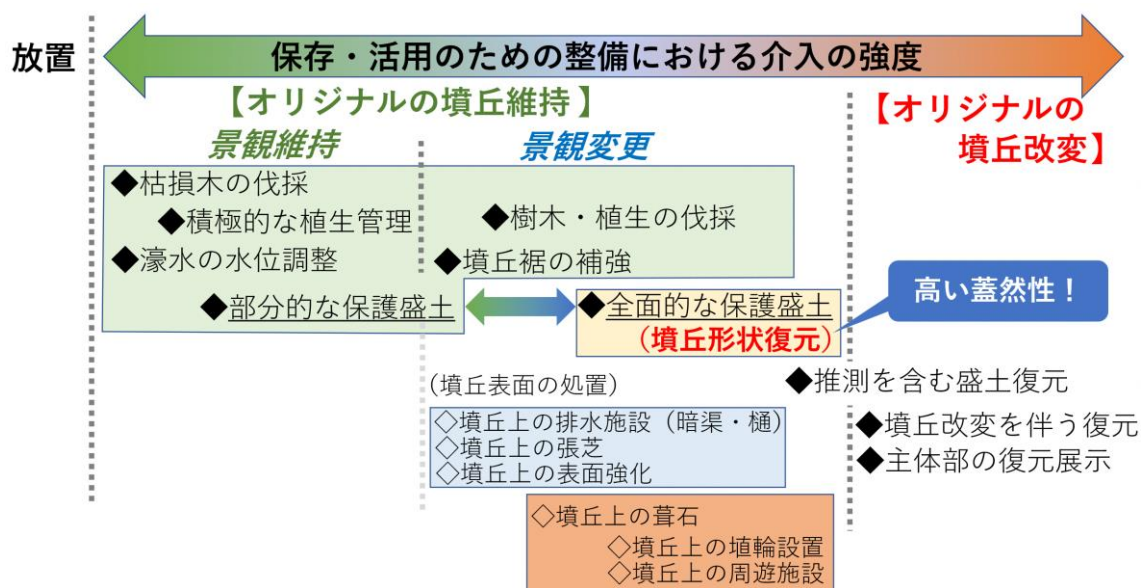 放置
保存・活用のための整備における介入の強度
【オリジナルの墳丘維持】
【オリジナルの
墳丘改変】
景観維持
景観変更
◆枯損木の伐採
◆積極的な植生管理
◆濠水の水位調整
◆部分的な保護盛土
◆樹木・植生の伐採
◆墳丘裾の補強
◆全面的な保護盛土
(墳丘形状復元)
高い蓋然性！
(墳丘表面の処置)
◇墳丘上の排水施設（暗渠・樋）
◇墳丘上の張芝
◇墳丘上の表面強化
◇墳丘上の葺石
◇墳丘上の埴輪設置
◇墳丘上の周遊施設
◆推測を含む盛土復元
◆墳丘改変を伴う復元
◆主体部の復元展示